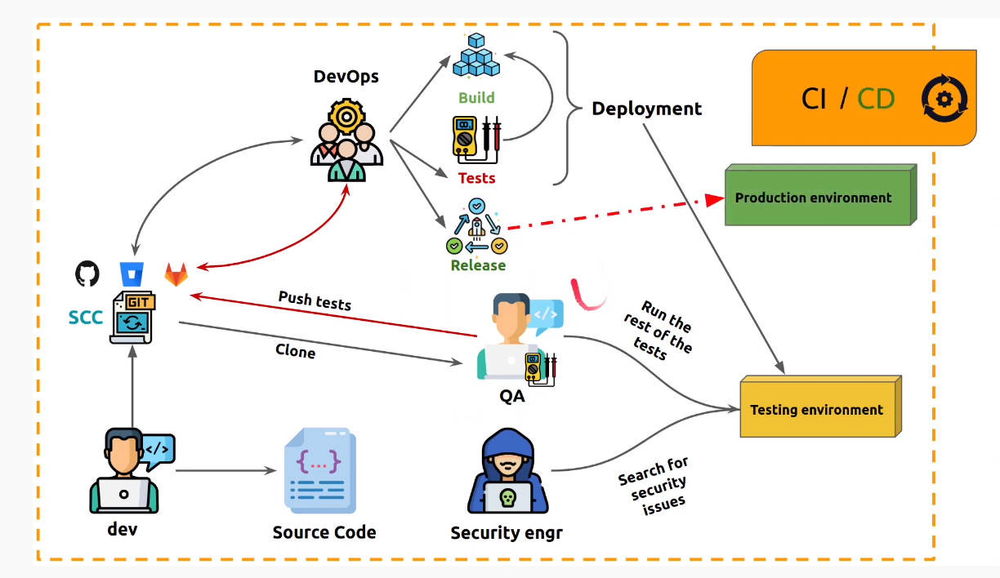 DevOps
Build
Tests
Release
Deployment
CI / CD
Production environment
SCC
GIT
Push tests
Clone
</>
QA
Run the
rest of the
tests
Testing environment
</>
dev
{...}
Source Code
Security engr
Search for
security
issues